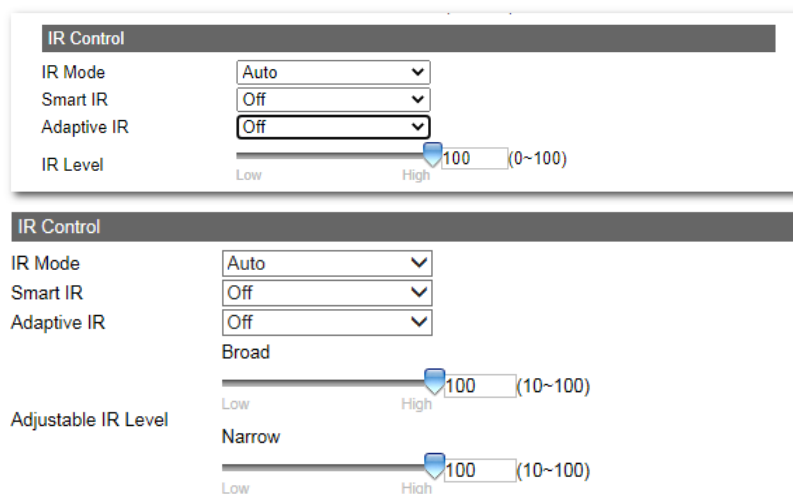 IR Control
IR Mode Auto
Smart IR Off
Adaptive IR Off
IR Level 100 (0~100)
Low High
IR Control
IR Mode Auto
Smart IR Off
Adaptive IR Off
Broad
100 (10~100)
Low High
Adjustable IR Level
Narrow
100 (10~100)
Low High